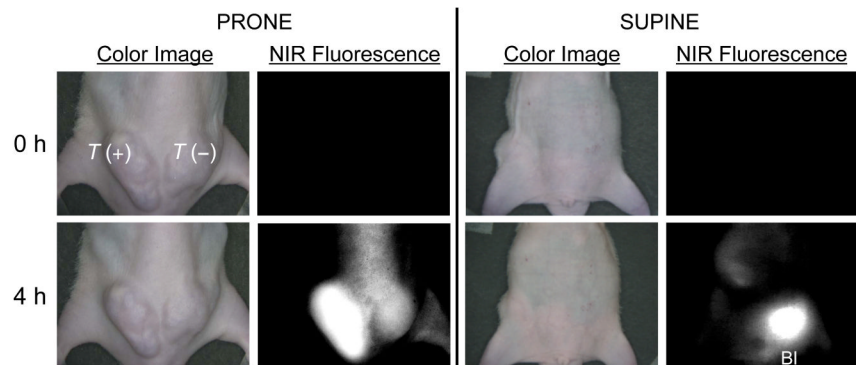 PRONE
SUPINE
Color Image
NIR Fluorescence
Color Image
NIR Fluorescence
0 h
T (+)
T (−)
4 h
Bl